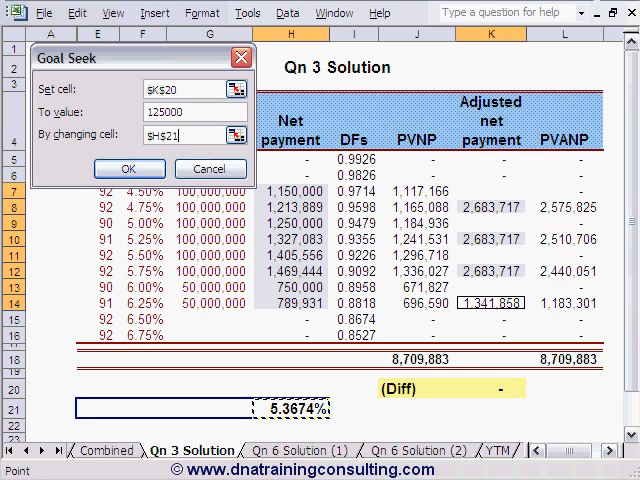 File Edit View Insert Format Tools Data Window Help Type a question for help
A E F G H I J K L
Goal Seek
Set cell: $K$20
To value: 125000
By changing cell: $H$21
OK Cancel
Qn 3 Solution
Net payment DFs PVNP Adjusted net payment PVANP
1
2
3
4
5 - 0.9926 - - -
6 - 0.9826 - - -
7 92 4.50% 100,000,000 1,150,000 0.9714 1,117,166 - -
8 92 4.75% 100,000,000 1,213,889 0.9598 1,165,088 2,683,717 2,575,825
9 90 5.00% 100,000,000 1,250,000 0.9479 1,184,936 - -
10 91 5.25% 100,000,000 1,327,083 0.9355 1,241,531 2,683,717 2,510,706
11 92 5.50% 100,000,000 1,405,556 0.9226 1,296,718 - -
12 92 5.75% 100,000,000 1,469,444 0.9092 1,336,027 2,683,717 2,440,051
13 90 6.00% 50,000,000 750,000 0.8958 671,827 - -
14 91 6.25% 50,000,000 789,931 0.8818 696,590 1,341,858 1,183,301
15 92 6.50% - 0.8674 - - -
16 92 6.75% - 0.8527 - - -
17
18 8,709,883 8,709,883
19
20 (Diff) -
21 5.3674%
22
23
Combined Qn 3 Solution Qn 6 Solution (1) Qn 6 Solution (2) YTM
Point
© www.dnatrainingconsulting.com